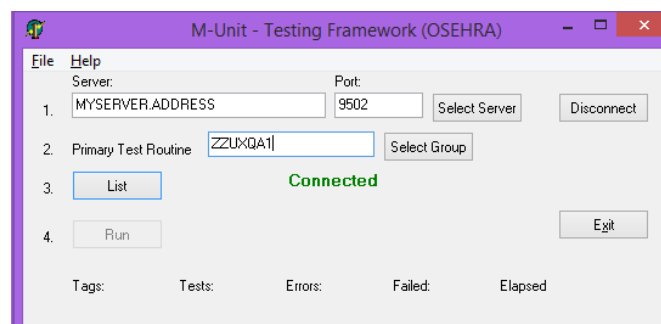 M-Unit - Testing Framework (OSEHRA)
File Help
Server: Port:
1. MYSERVER.ADDRESS 9502 Select Server Disconnect
2. Primary Test Routine ZZUXQA1 Select Group
3. List Connected
4. Run Exit
Tags: Tests: Errors: Failed: Elapsed